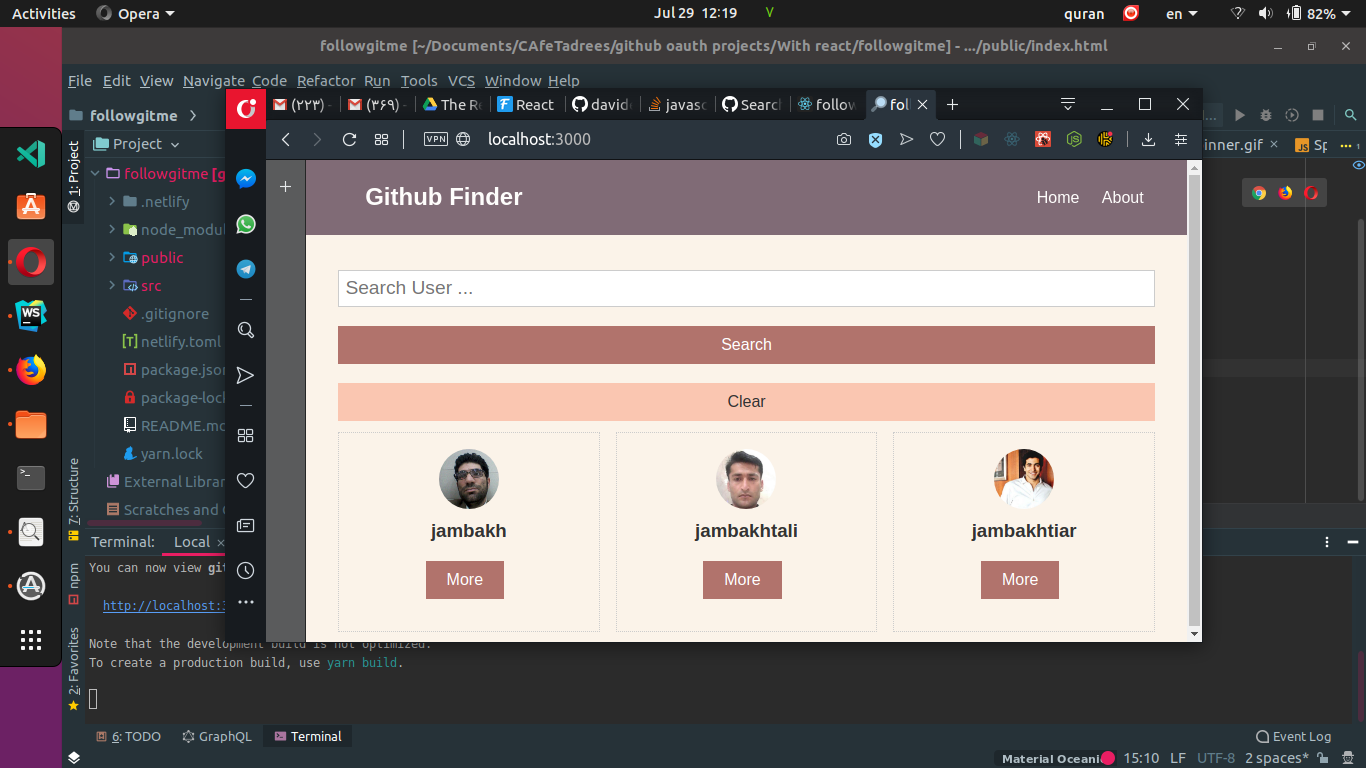 Activities Opera Jul 29 12:19 quran en 82%
followgitme [~/Documents/CAfeTadrees/github oauth projects/With react/followgitme] - .../public/index.html
File Edit View Navigate Code Refactor Run Tools VCS Window Help
(۲۲۳) - (۳۶۹) - The Re React davide javasc Search follow fol
followgitme
VPN localhost:3000
Project inner.gif Sp 1
1: Project
followgitme [g
.netlify
node_modul
public
src
.gitignore
netlify.toml
package.json
package-lock
README.md
yarn.lock
External Librar
Scratches and C
Github Finder Home About
Search User ...
Search
Clear
jambakh jambakhtali jambakhtiar
More More More
7: Structure
npm
2: Favorites
Terminal: Local
You can now view git
http://localhost:3
Note that the development build is not optimized.
To create a production build, use yarn build.
6: TODO GraphQL Terminal Event Log
Material Oceanic 15:10 LF UTF-8 2 spaces*